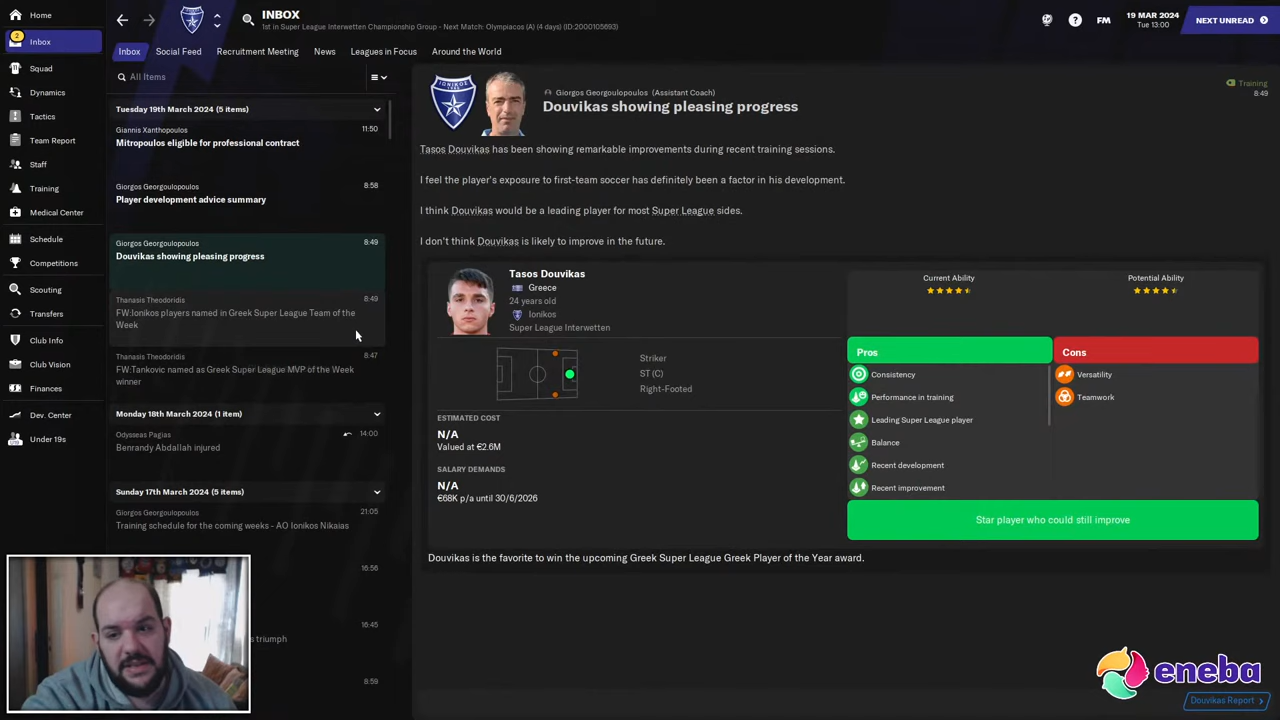 Home
2
Inbox
Squad
Dynamics
Tactics
Team Report
Staff
Training
Medical Center
Schedule
Competitions
Scouting
Transfers
Club Info
Club Vision
Finances
Dev. Center
Under 19s
INBOX
1st in Super League Interwetten Championship Group - Next Match: Olympiacos (A) (4 days) (ID:2000105693)
FM
19 MAR 2024
Tue 13:00
NEXT UNREAD
Inbox
Social Feed
Recruitment Meeting
News
Leagues in Focus
Around the World
All Items
Tuesday 19th March 2024 (5 items)
Giannis Xanthopoulos 11:50
Mitropoulos eligible for professional contract
Giorgos Georgoulopoulos 8:58
Player development advice summary
Giorgos Georgoulopoulos 8:49
Douvikas showing pleasing progress
Thanasis Theodoridis 8:49
FW:Ionikos players named in Greek Super League Team of the
Week
Thanasis Theodoridis 8:47
FW:Tankovic named as Greek Super League MVP of the Week
winner
Monday 18th March 2024 (1 item)
Odysseas Pagias 14:00
Benrandy Abdallah injured
Sunday 17th March 2024 (5 items)
Giorgos Georgoulopoulos 21:05
Training schedule for the coming weeks - AO Ionikos Nikaias
16:56
16:45
s triumph
8:59
ΙΟΝΙΚΟΣ
Giorgos Georgoulopoulos (Assistant Coach)
Douvikas showing pleasing progress
Training
8:49
Tasos Douvikas has been showing remarkable improvements during recent training sessions.
I feel the player's exposure to first-team soccer has definitely been a factor in his development.
I think Douvikas would be a leading player for most Super League sides.
I don't think Douvikas is likely to improve in the future.
Tasos Douvikas
Greece
24 years old
Ionikos
Super League Interwetten
Striker
ST (C)
Right-Footed
ESTIMATED COST
N/A
Valued at €2.6M
SALARY DEMANDS
N/A
€68K p/a until 30/6/2026
Current Ability
Potential Ability
Pros
Consistency
Performance in training
Leading Super League player
Balance
Recent development
Recent improvement
Cons
Versatility
Teamwork
Star player who could still improve
Douvikas is the favorite to win the upcoming Greek Super League Greek Player of the Year award.
eneba
Douvikas Report